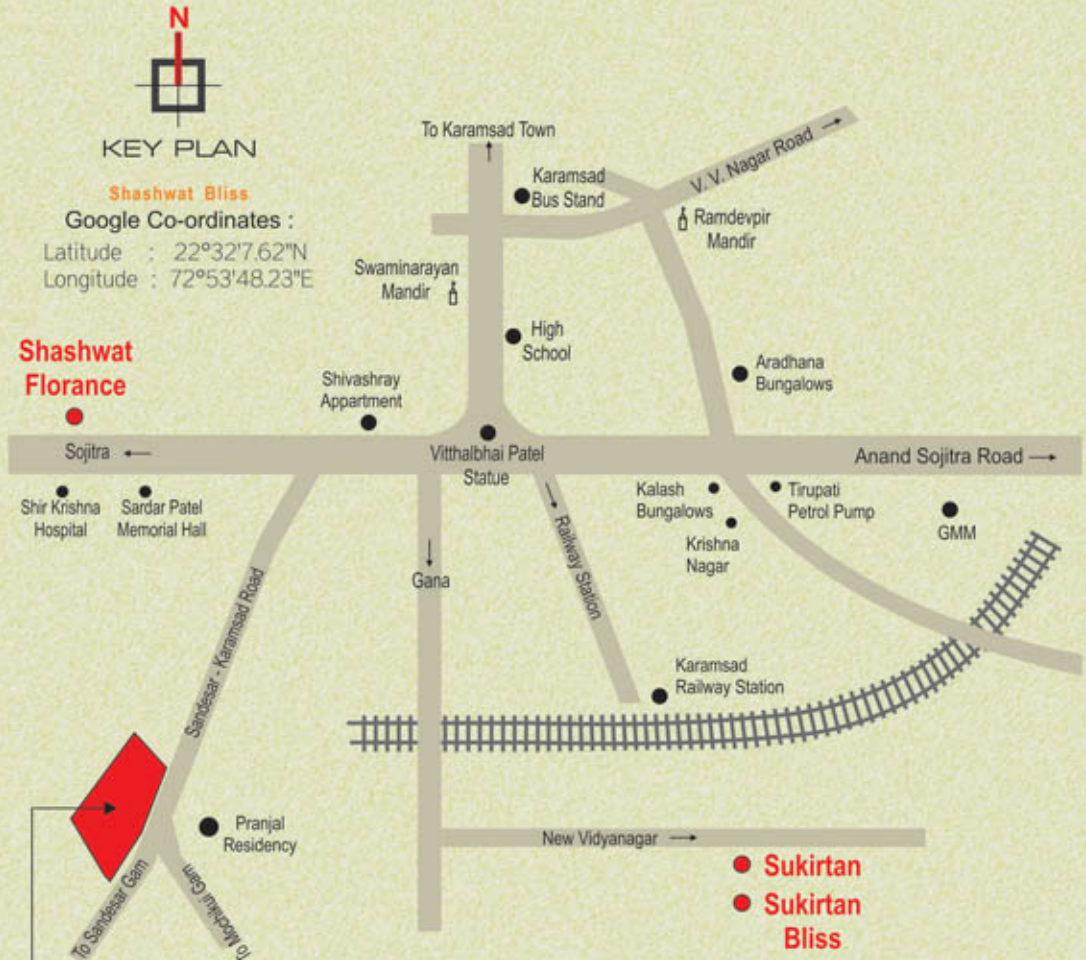 N
KEY PLAN
Shashwat Bliss
Google Co-ordinates :
Latitude : 22°32'7.62"N
Longitude : 72°53'48.23"E
To Karamsad Town
Karamsad
Bus Stand
V. V. Nagar Road
Ramdevpir
Mandir
Swaminarayan
Mandir
High
School
Shashwat
Florance
Shivashray
Appartment
Aradhana
Bungalows
Sojitra
Vitthalbhai Patel
Statue
Anand Sojitra Road
Shir Krishna
Hospital
Sardar Patel
Memorial Hall
Kalash
Bungalows
Tirupati
Petrol Pump
GMM
Krishna
Nagar
Railway Station
Gana
Sandesar - Karamsad Road
Karamsad
Railway Station
Pranjal
Residency
New Vidyanagar
Sukirtan
Sukirtan
Bliss
To Sandesar Gam
To Mochikui Gam